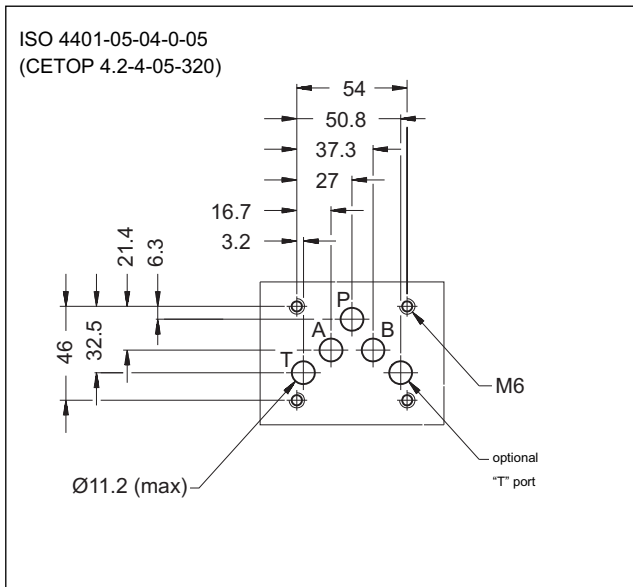 ISO 4401-05-04-0-05
(CETOP 4.2-4-05-320)
54
50.8
37.3
27
16.7
3.2
21.4
6.3
46
32.5
P
A
B
T
M6
Ø11.2 (max)
optional
"T" port